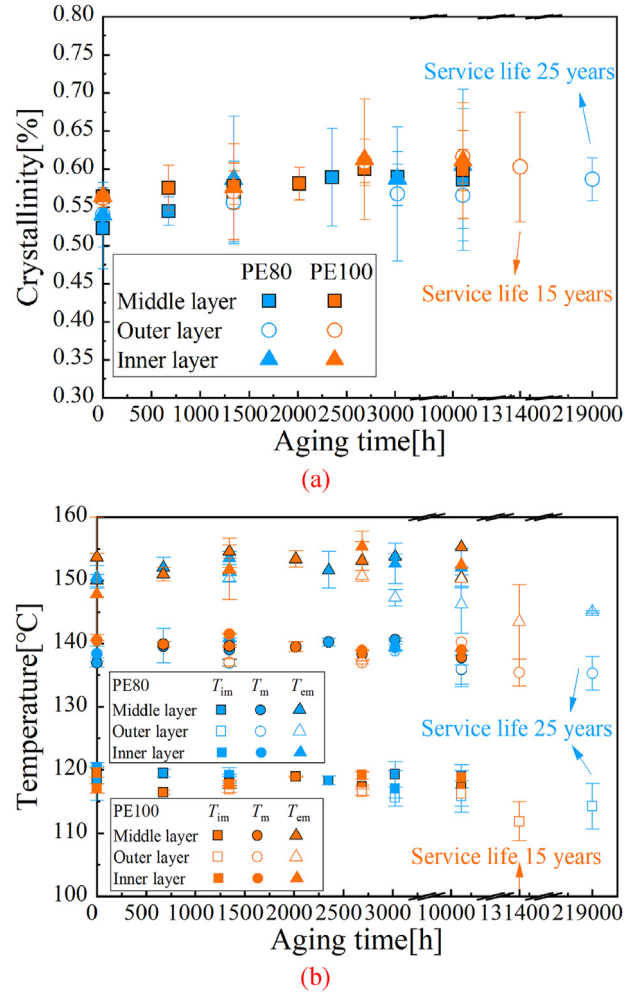 0.80
0.75
0.70
0.65
0.60
0.55
0.50
0.45
0.40
0.35
0.30
Crystallinity[%]
Service life 25 years
Service life 15 years
PE80 PE100
Middle layer
Outer layer
Inner layer
0 500 1000 1500 2000 2500 3000 10000 131400 219000
Aging time[h]
(a)
160
150
140
130
120
110
100
Temperature[°C]
PE80 Tim Tm Tem
Middle layer
Outer layer
Inner layer
PE100 Tim Tm Tem
Middle layer
Outer layer
Inner layer
Service life 25 years
Service life 15 years
0 500 1000 1500 2000 2500 3000 10000 131400 219000
Aging time[h]
(b)